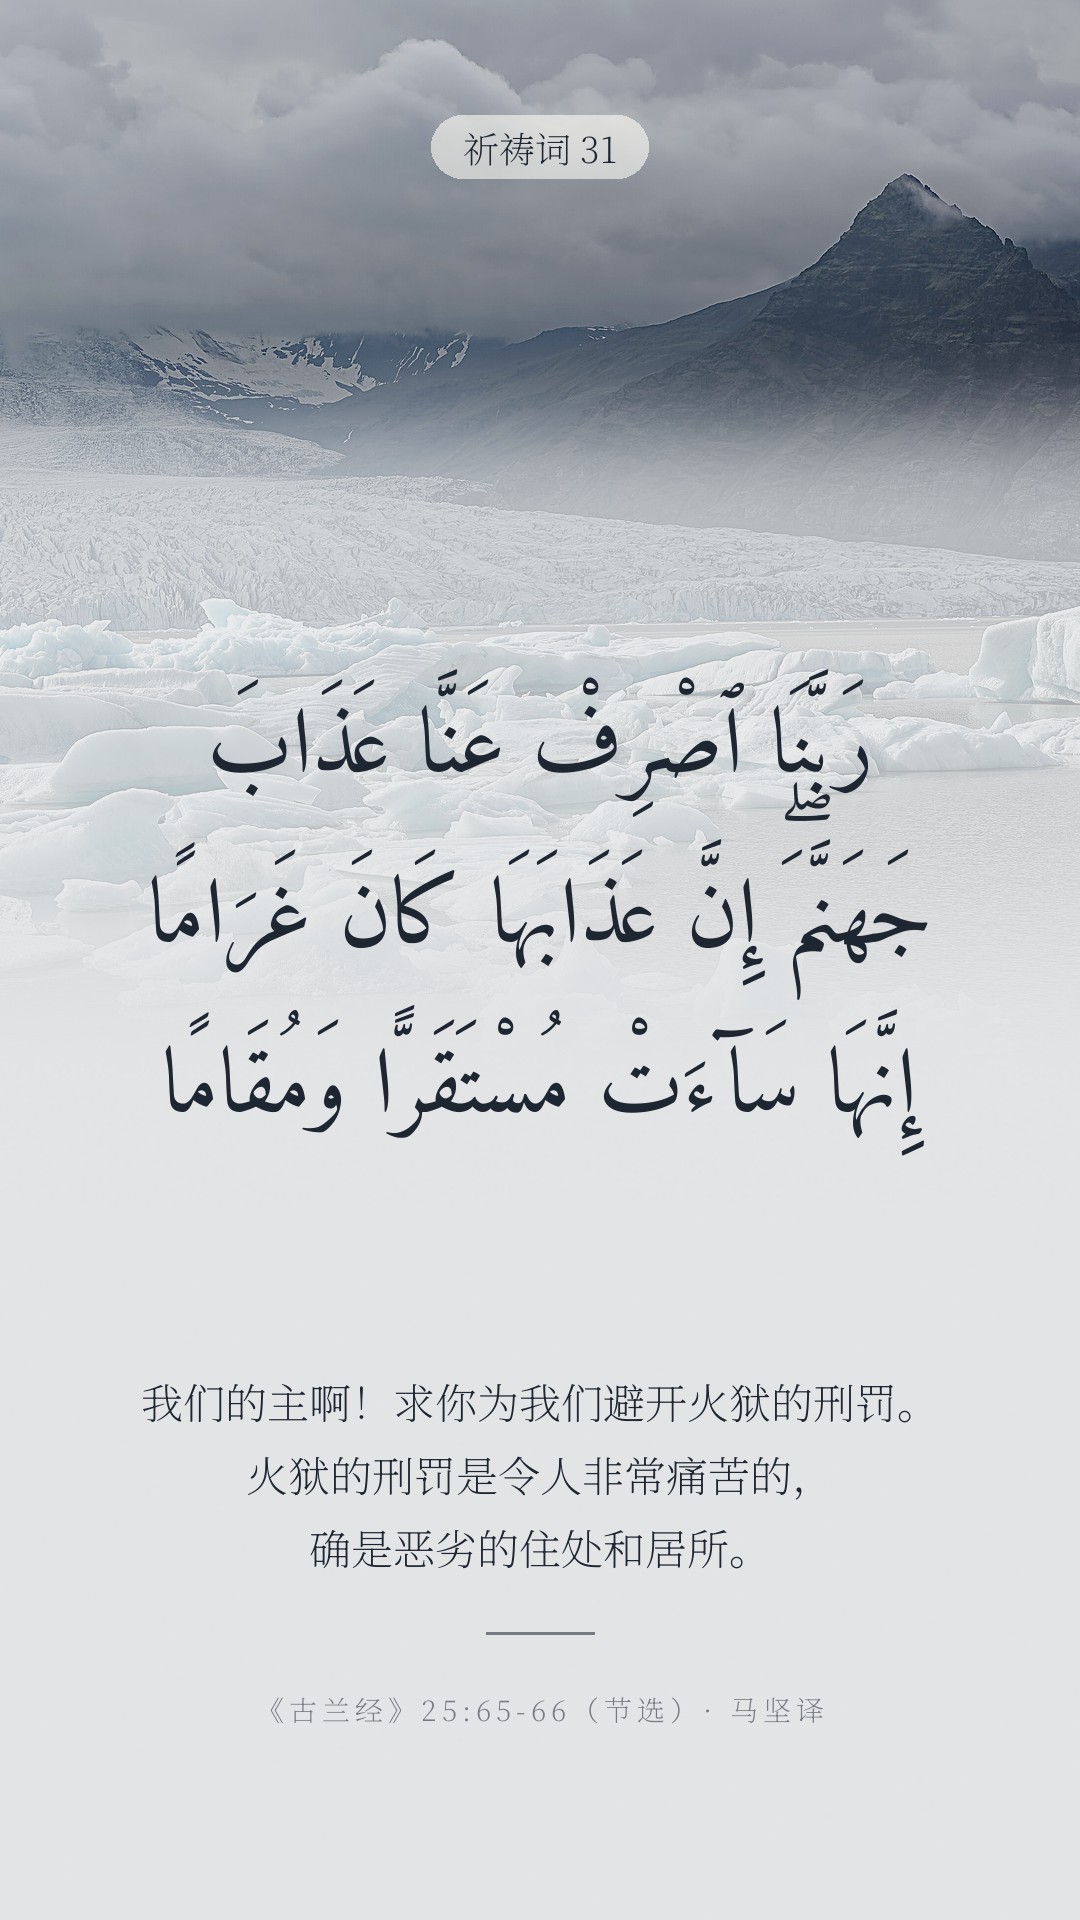 祈祷词 31
رَبَّنَا ٱصْرِفْ عَنَّا عَذَابَ
جَهَنَّمَ ۖ إِنَّ عَذَابَهَا كَانَ غَرَامًا
إِنَّهَا سَآءَتْ مُسْتَقَرًّا وَمُقَامًا
我们的主啊！求你为我们避开火狱的刑罚。
火狱的刑罚是令人非常痛苦的，
确是恶劣的住处和居所。
《古兰经》25:65-66（节选）· 马坚译